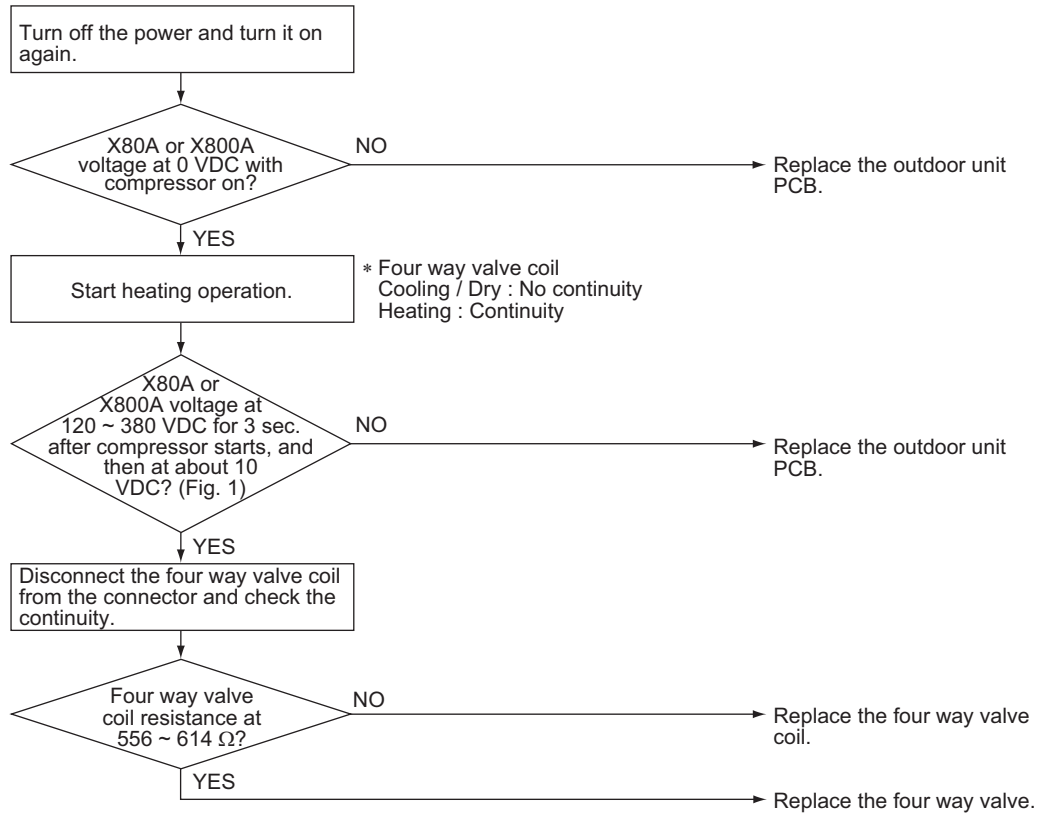 Turn off the power and turn it on
again.
X80A or X800A
voltage at 0 VDC with
compressor on?
NO
Replace the outdoor unit
PCB.
YES
Start heating operation.
* Four way valve coil
Cooling / Dry : No continuity
Heating : Continuity
X80A or
X800A voltage at
120 ~ 380 VDC for 3 sec.
after compressor starts, and
then at about 10
VDC? (Fig. 1)
NO
Replace the outdoor unit
PCB.
YES
Disconnect the four way valve coil
from the connector and check the
continuity.
Four way valve
coil resistance at
556 ~ 614 Ω?
NO
Replace the four way valve
coil.
YES
Replace the four way valve.